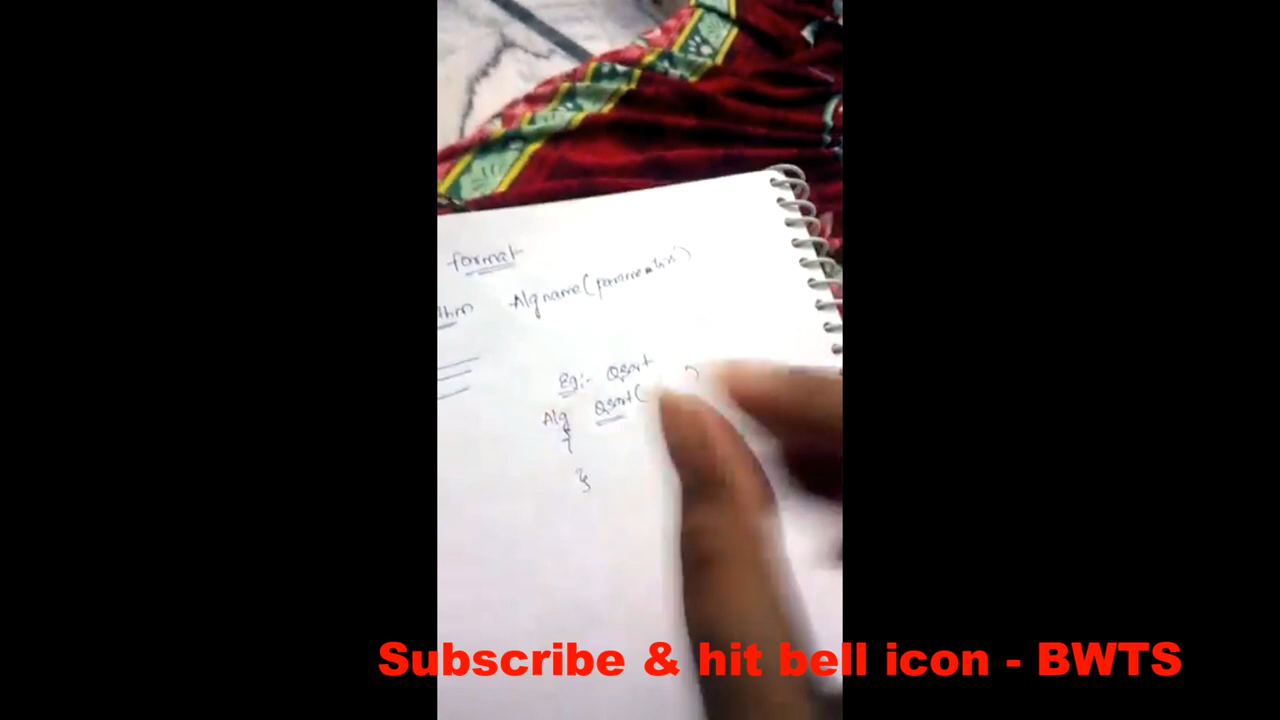 format
Algname(parameters)
Eg:- Qsort
Alg Qsort( )
{
}
Subscribe & hit bell icon - BWTS